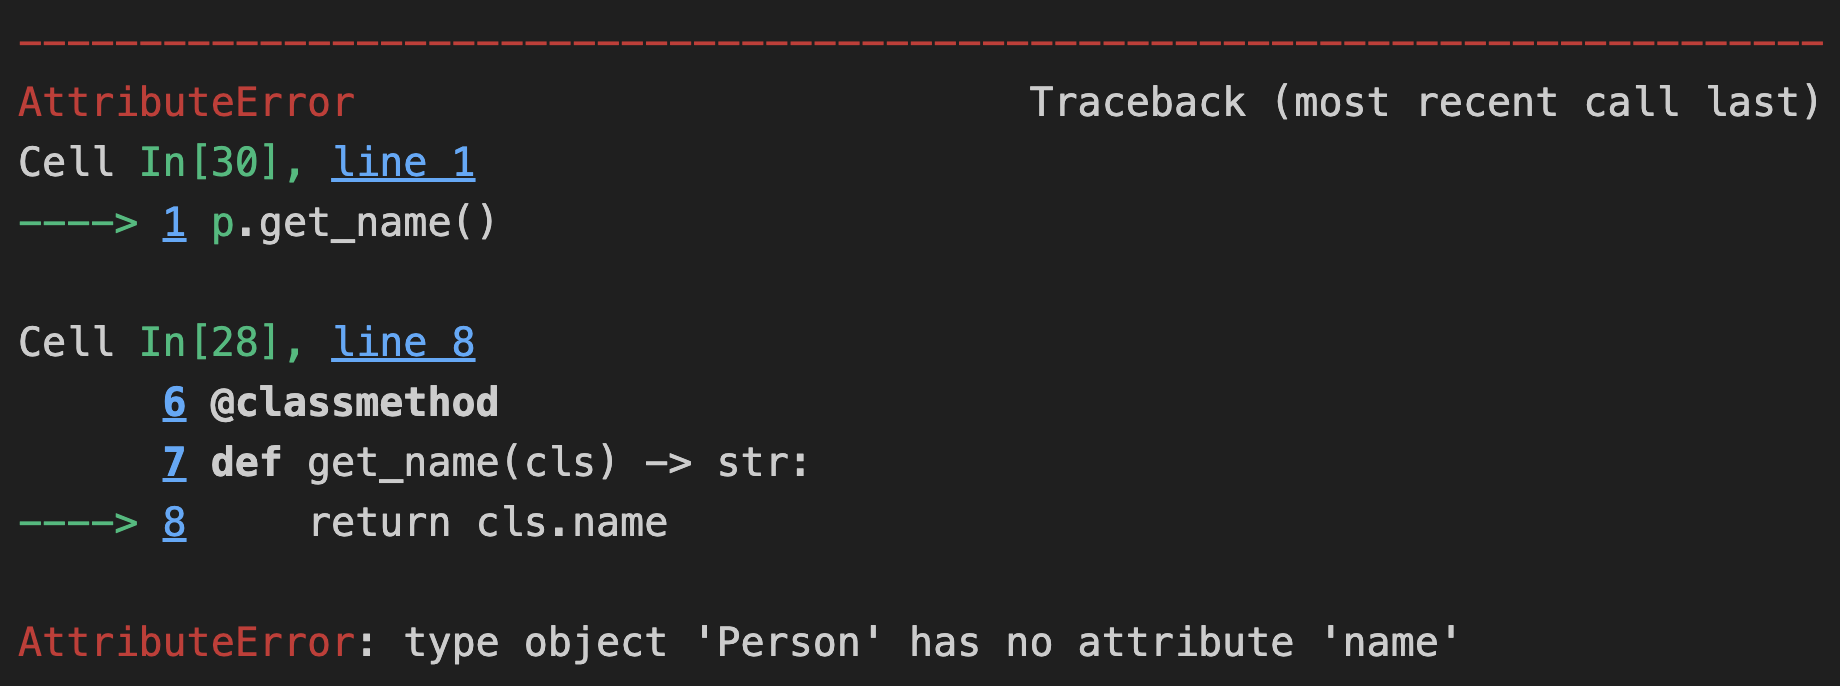 ---------------------------------------------------------------------------
AttributeError                            Traceback (most recent call last)
Cell In[30], line 1
----> 1 p.get_name()
Cell In[28], line 8
      6 @classmethod
      7 def get_name(cls) -> str:
----> 8     return cls.name
AttributeError: type object 'Person' has no attribute 'name'